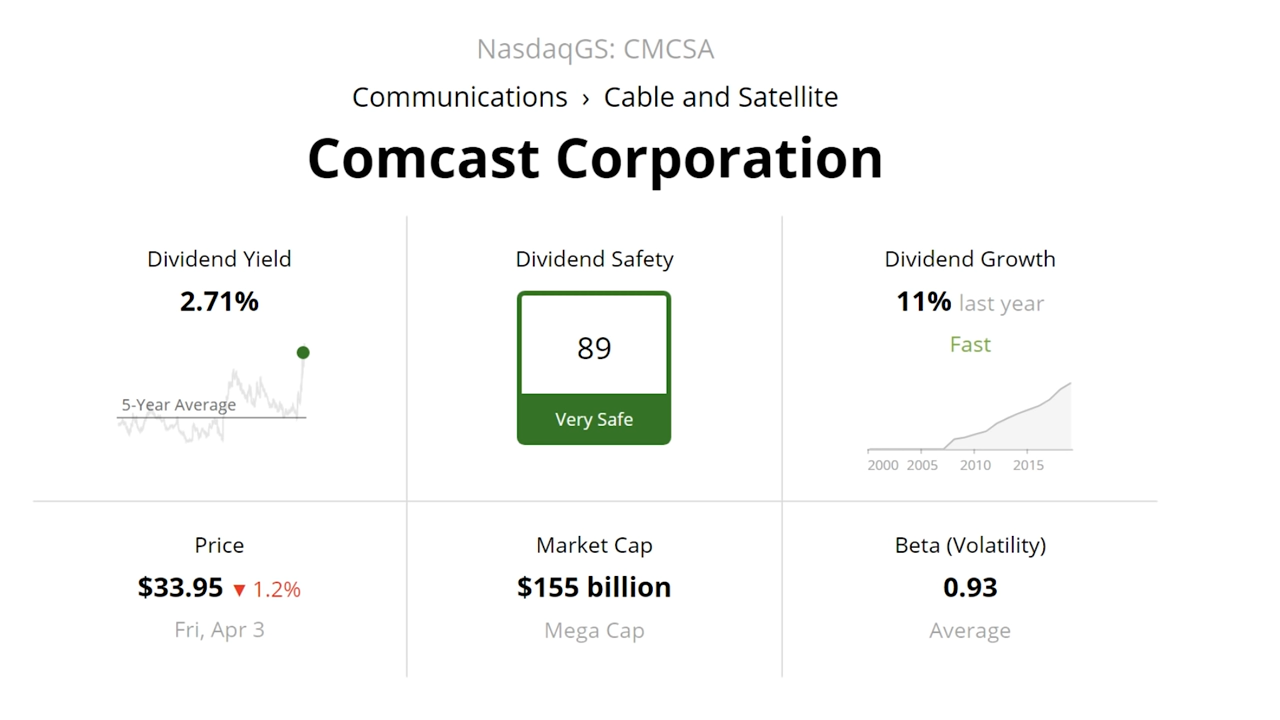 NasdaqGS: CMCSA
Communications › Cable and Satellite
Comcast Corporation
Dividend Yield
2.71%
5-Year Average
Dividend Safety
89
Very Safe
Dividend Growth
11% last year
Fast
2000 2005 2010 2015
Price
$33.95 ▼ 1.2%
Fri, Apr 3
Market Cap
$155 billion
Mega Cap
Beta (Volatility)
0.93
Average